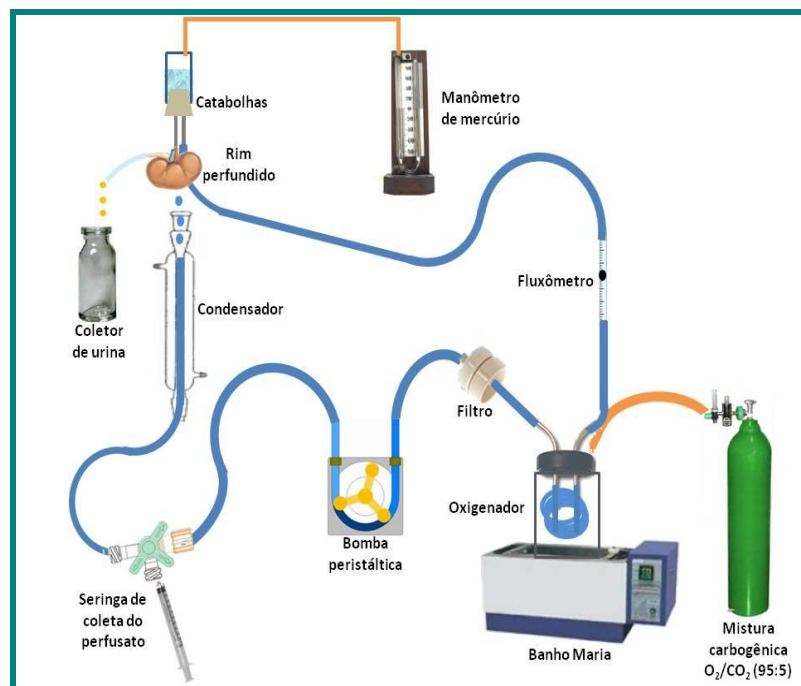 Catabolhas
Manômetro
de mercúrio
Rim
perfundido
Fluxômetro
Condensador
Coletor
de urina
Filtro
Oxigenador
Bomba
peristáltica
Seringa de
coleta do
perfusato
Banho Maria
Mistura
carbogênica
O₂/CO₂ (95:5)